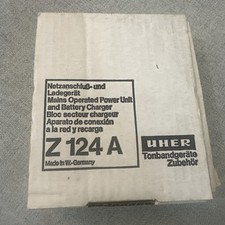 Netzanschluß- und
Ladegerät
Mains Operated Power Unit
and Battery Charger
Bloc secteur chargeur
Aparato de conexión
a la red y recarga
Z 124 A
Made in W.-Germany
UHER
Tonbandgeräte
Zubehör